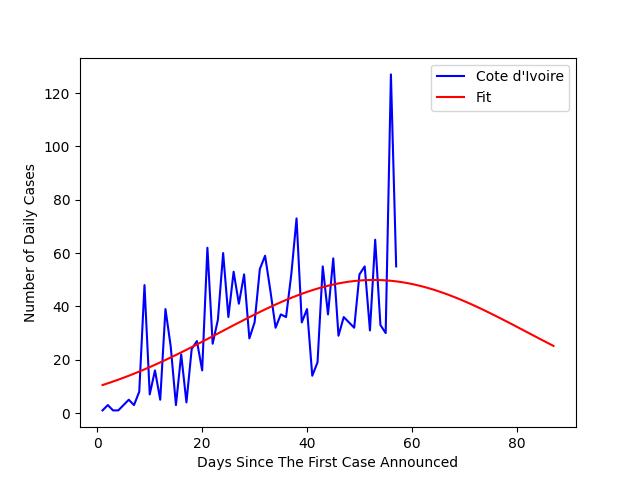 Cote d'Ivoire
Fit
120
100
80
60
40
20
0
Number of Daily Cases
0 20 40 60 80
Days Since The First Case Announced